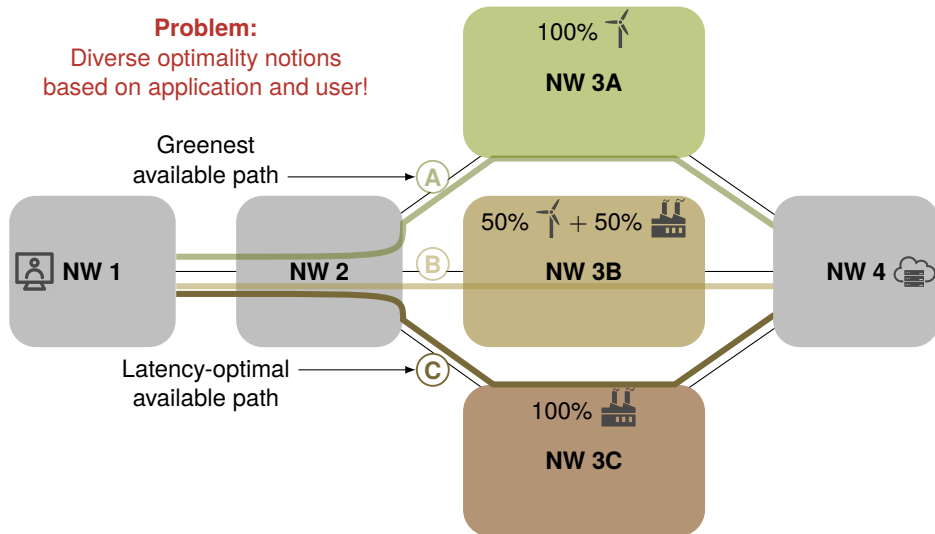 Problem:
Diverse optimality notions
based on application and user!
100%
NW 3A
Greenest
available path
A
50% + 50%
NW 1
NW 2
B
NW 3B
NW 4
Latency-optimal
available path
C
100%
NW 3C